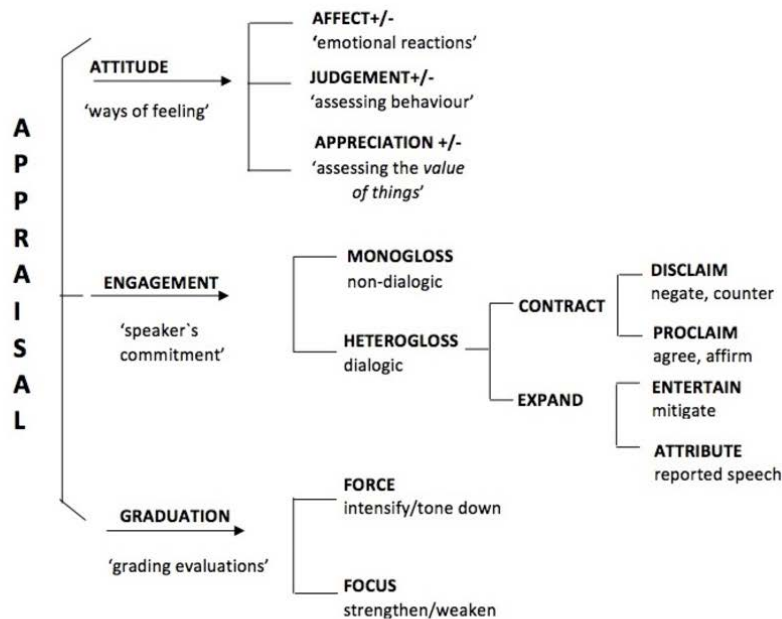 APPRAISAL
ATTITUDE
‘ways of feeling’
AFFECT+/-
‘emotional reactions’
JUDGEMENT+/-
‘assessing behaviour’
APPRECIATION +/-
‘assessing the value
of things’
ENGAGEMENT
‘speaker`s
commitment’
MONOGLOSS
non-dialogic
HETEROGLOSS
dialogic
CONTRACT
DISCLAIM
negate, counter
PROCLAIM
agree, affirm
EXPAND
ENTERTAIN
mitigate
ATTRIBUTE
reported speech
GRADUATION
‘grading evaluations’
FORCE
intensify/tone down
FOCUS
strengthen/weaken